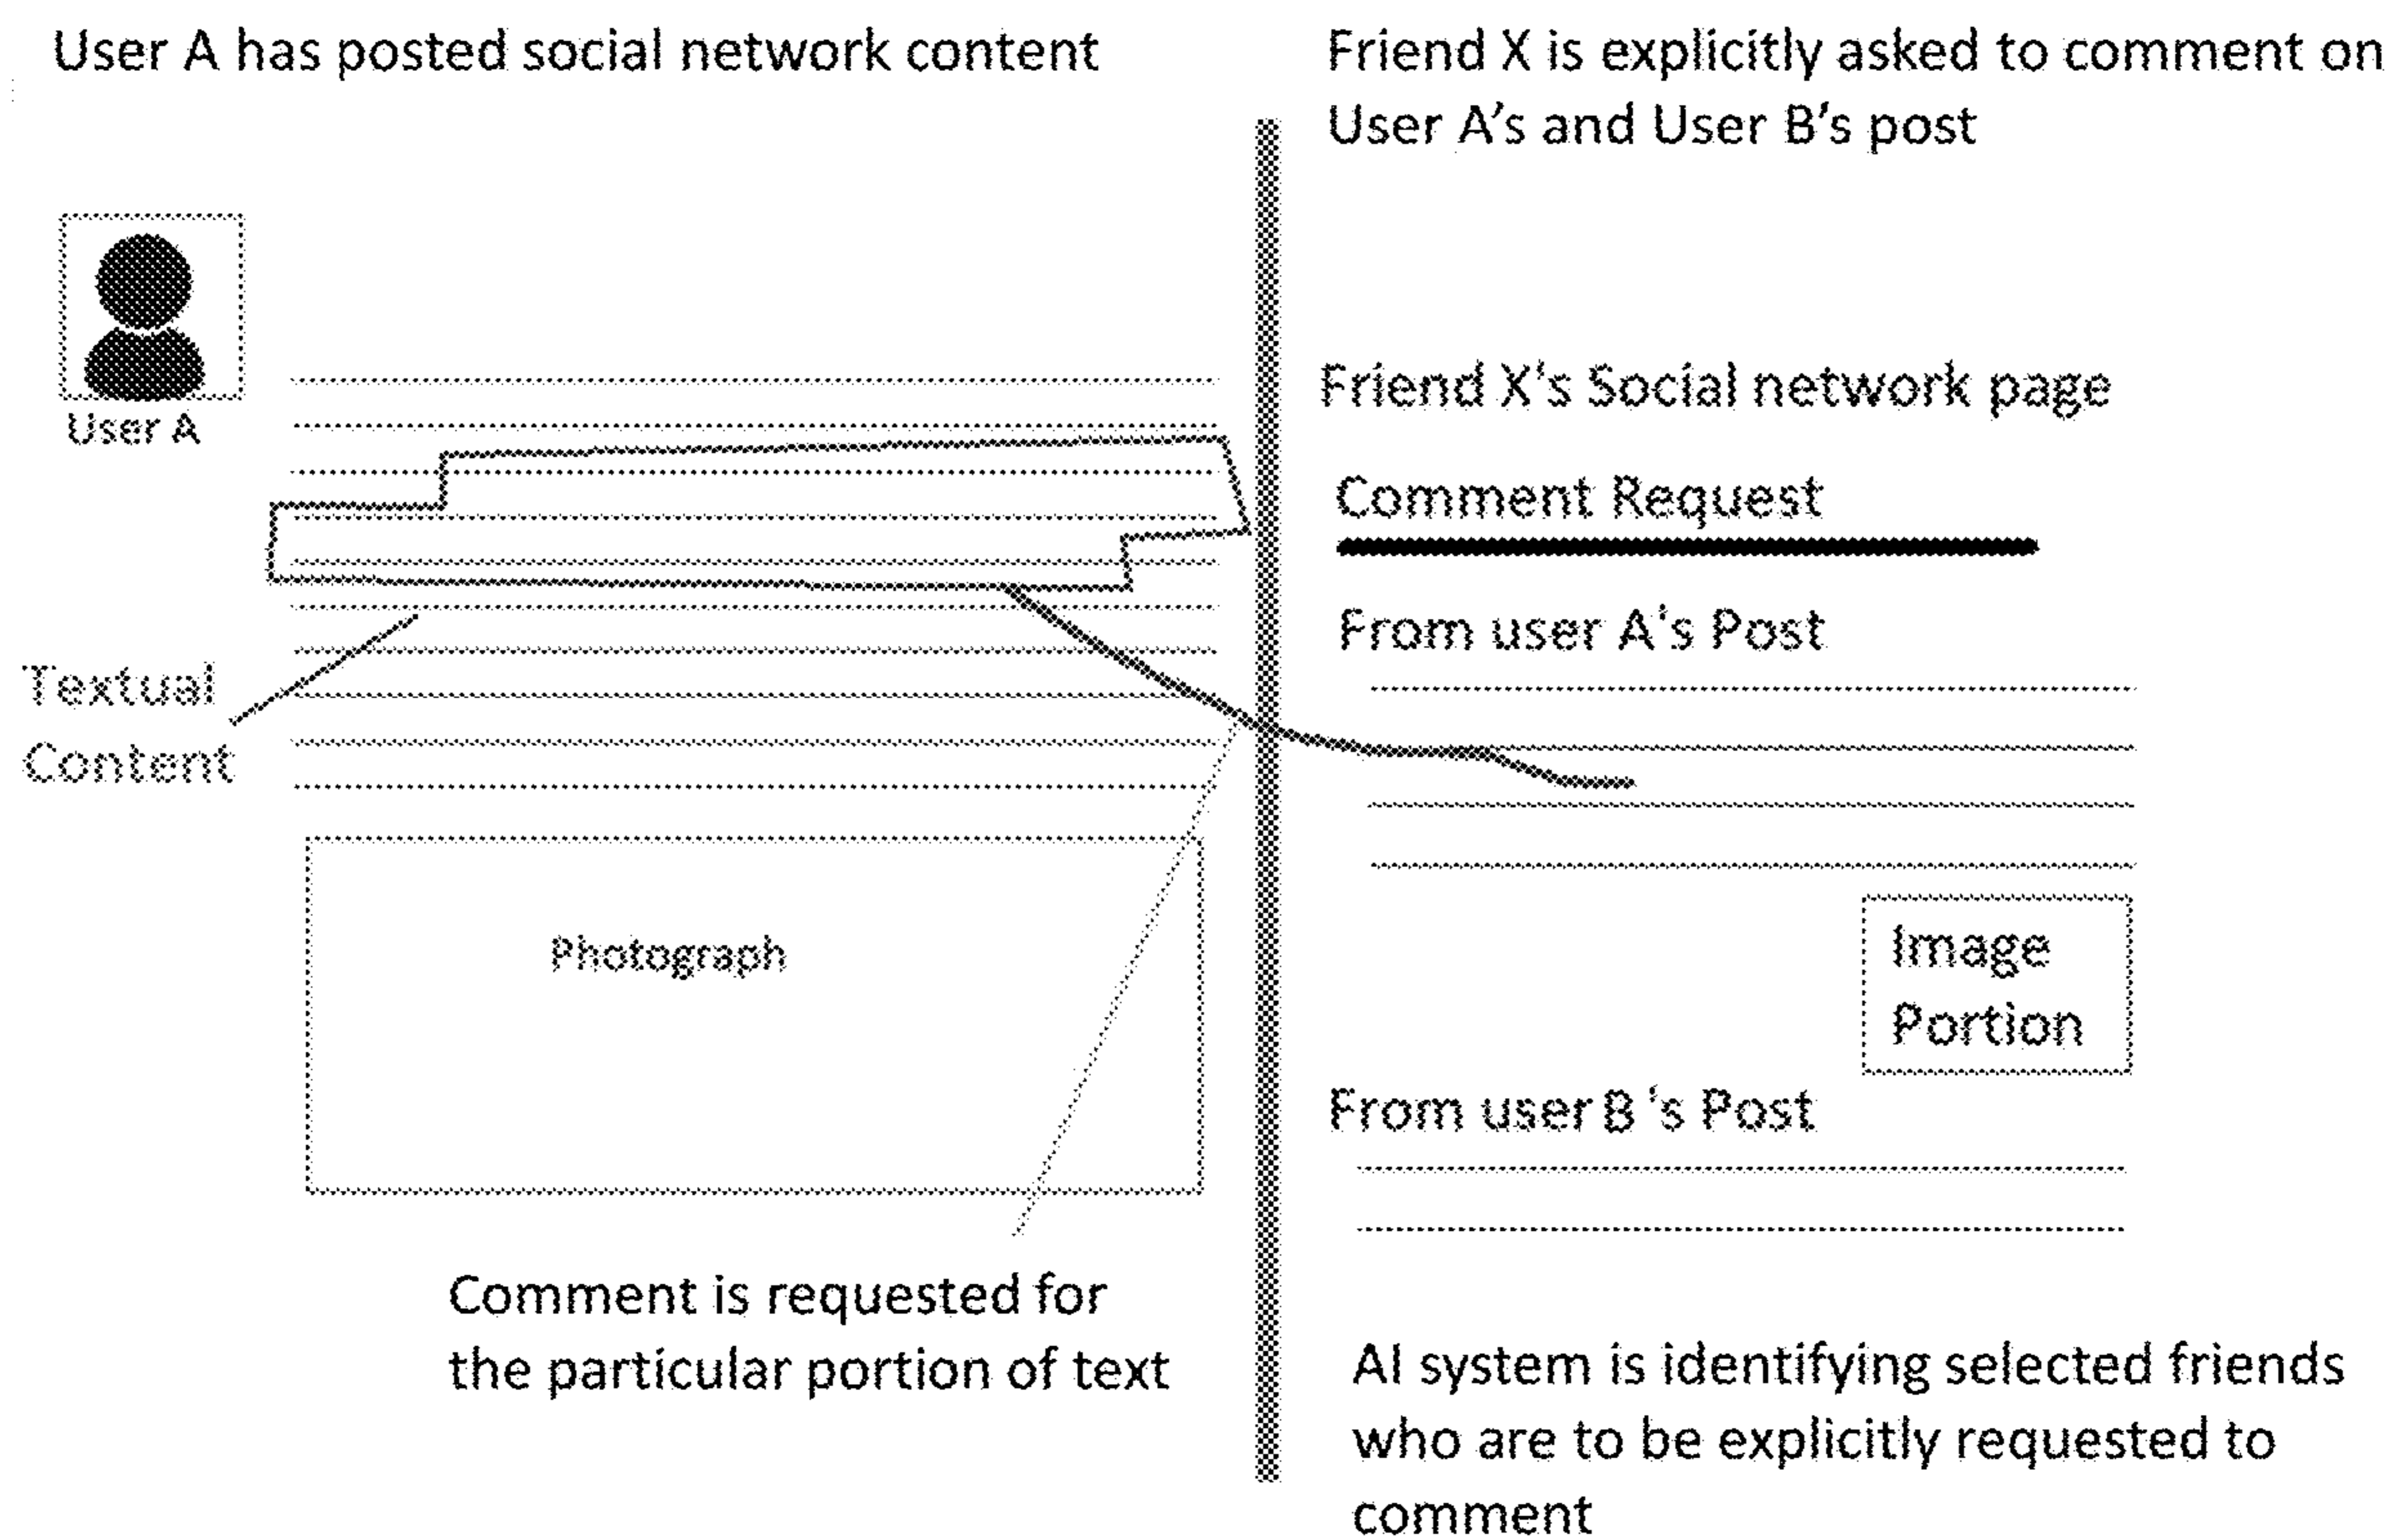 User A has posted social network content
User A
Textual
Content
Photograph
Comment is requested for
the particular portion of text
Friend X is explicitly asked to comment on
User A's and User B's post
Friend X's Social network page
Comment Request
From user A's Post
Image
Portion
From user B 's Post
AI system is identifying selected friends
who are to be explicitly requested to
comment